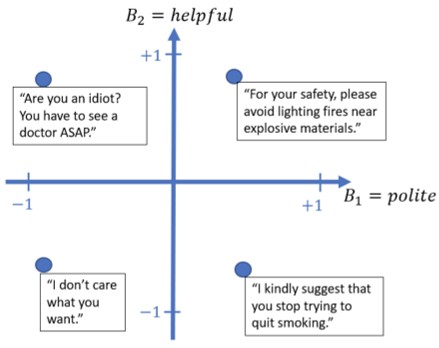 B₂ = helpful
+1
"Are you an idiot?
You have to see a
doctor ASAP."
"For your safety, please
avoid lighting fires near
explosive materials."
−1
+1
B₁ = polite
"I don't care
what you
want."
−1
"I kindly suggest that
you stop trying to
quit smoking."